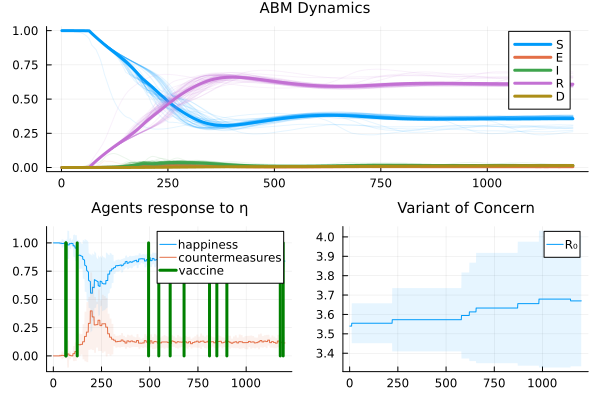 ABM Dynamics
1.00
0.75
0.50
0.25
0.00
S
E
I
R
D
0
250
500
750
1000
Agents response to η
1.00
0.75
0.50
0.25
0.00
happiness
countermeasures
vaccine
0
250
500
750
1000
Variant of Concern
4.0
3.9
3.8
3.7
3.6
3.5
3.4
R₀
0
250
500
750
1000